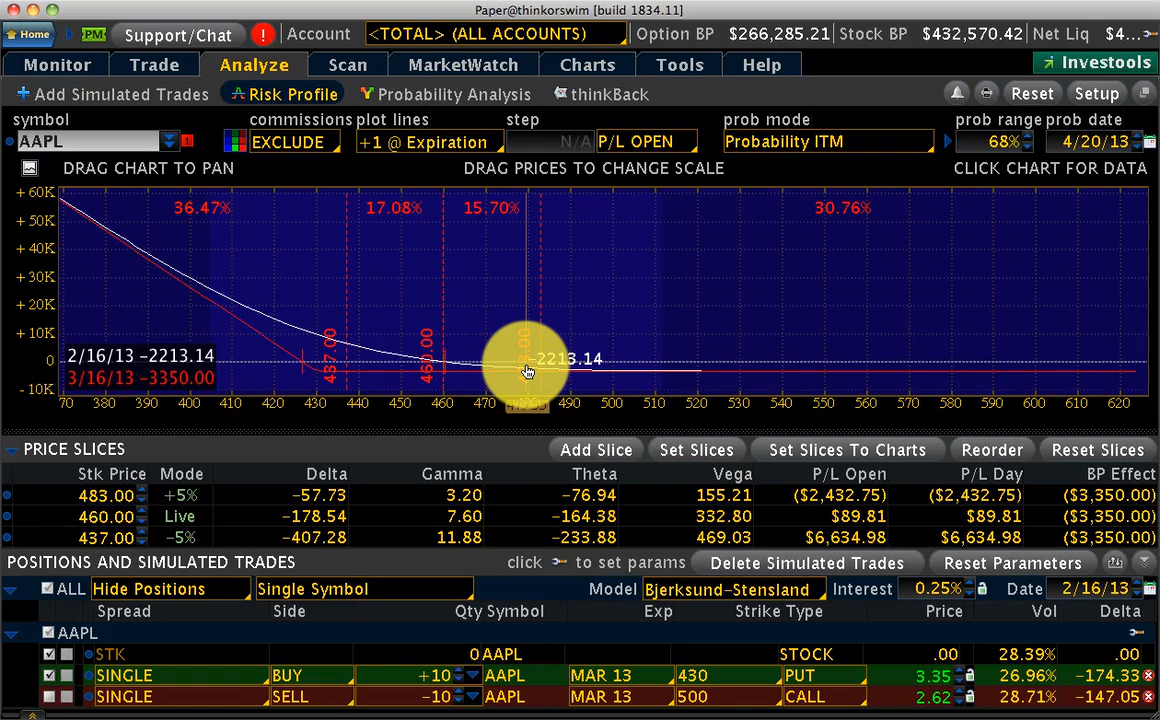 Paper@thinkorswim [build 1834.11]
Home PM Support/Chat ! Account <TOTAL> (ALL ACCOUNTS) Option BP $266,285.21 Stock BP $432,570.42 Net Liq $4...
Monitor Trade Analyze Scan MarketWatch Charts Tools Help Investools
+ Add Simulated Trades Risk Profile Probability Analysis thinkBack Reset Setup
symbol commissions plot lines step prob mode prob range prob date
AAPL EXCLUDE +1 @ Expiration N/A P/L OPEN Probability ITM 68% 4/20/13
DRAG CHART TO PAN DRAG PRICES TO CHANGE SCALE CLICK CHART FOR DATA
+60K 36.47% 17.08% 15.70% 30.76%
+50K
+40K
+30K
+20K
+10K
437.00 460.00
0 2/16/13 -2213.14 -2213.14
3/16/13 -3350.00
-10K
70 380 390 400 410 420 430 440 450 460 470 490 500 510 520 530 540 550 560 570 580 590 600 610 620
PRICE SLICES Add Slice Set Slices Set Slices To Charts Reorder Reset Slices
Stk Price Mode Delta Gamma Theta Vega P/L Open P/L Day BP Effect
483.00 +5% -57.73 3.20 -76.94 155.21 ($2,432.75) ($2,432.75) ($3,350.00)
460.00 Live -178.54 7.60 -164.38 332.80 $89.81 $89.81 ($3,350.00)
437.00 -5% -407.28 11.88 -233.88 469.03 $6,634.98 $6,634.98 ($3,350.00)
POSITIONS AND SIMULATED TRADES click to set params Delete Simulated Trades Reset Parameters
ALL Hide Positions Single Symbol Model Bjerksund-Stensland Interest 0.25% Date 2/16/13
Spread Side Qty Symbol Exp Strike Type Price Vol Delta
AAPL
STK 0 AAPL STOCK .00 28.39% .00
SINGLE BUY +10 AAPL MAR 13 430 PUT 3.35 26.96% -174.33
SINGLE SELL -10 AAPL MAR 13 500 CALL 2.62 28.71% -147.05